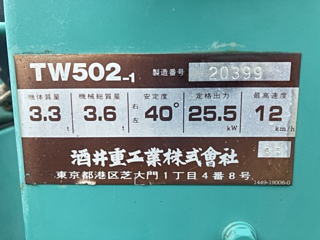 TW502-1 製造番号 20399
機体質量 機械総質量 安定度 定格出力 最高速度
3.3 t 3.6 t 右左 40° 25.5 kW 12 km/h
酒井重工業株式會社
東京都港区芝大門1丁目4番8号
1449-19006-0